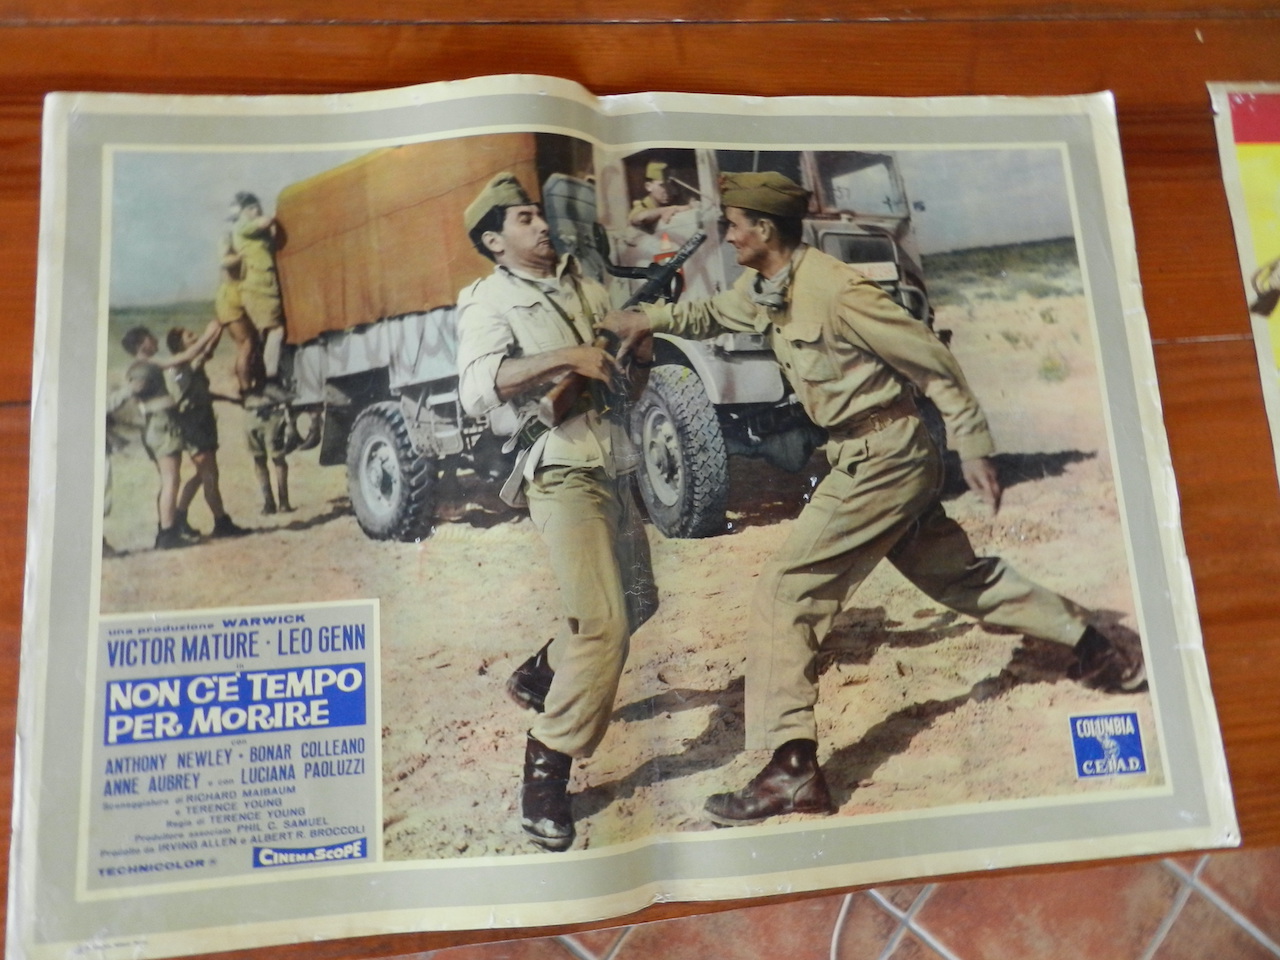 una produzione WARWICK
VICTOR MATURE · LEO GENN
in
NON C'È TEMPO
PER MORIRE
con
ANTHONY NEWLEY · BONAR COLLEANO
ANNE AUBREY e con LUCIANA PAOLUZZI
Sceneggiatura di RICHARD MAIBAUM
e TERENCE YOUNG
Regia di TERENCE YOUNG
Produttore associato PHIL C. SAMUEL
Prodotto da IRVING ALLEN e ALBERT R. BROCCOLI
TECHNICOLOR ®
CINEMASCOPE
COLUMBIA
C.E.I.A.D.